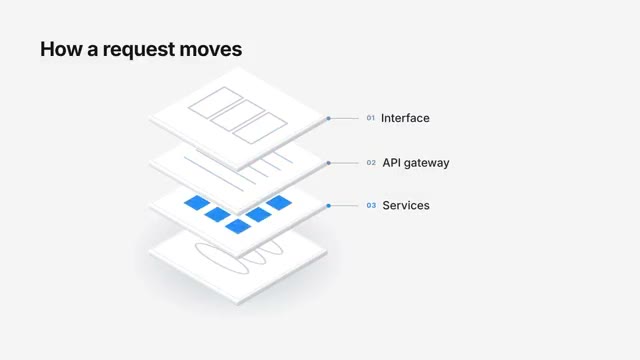 How a request moves
01 Interface
02 API gateway
03 Services